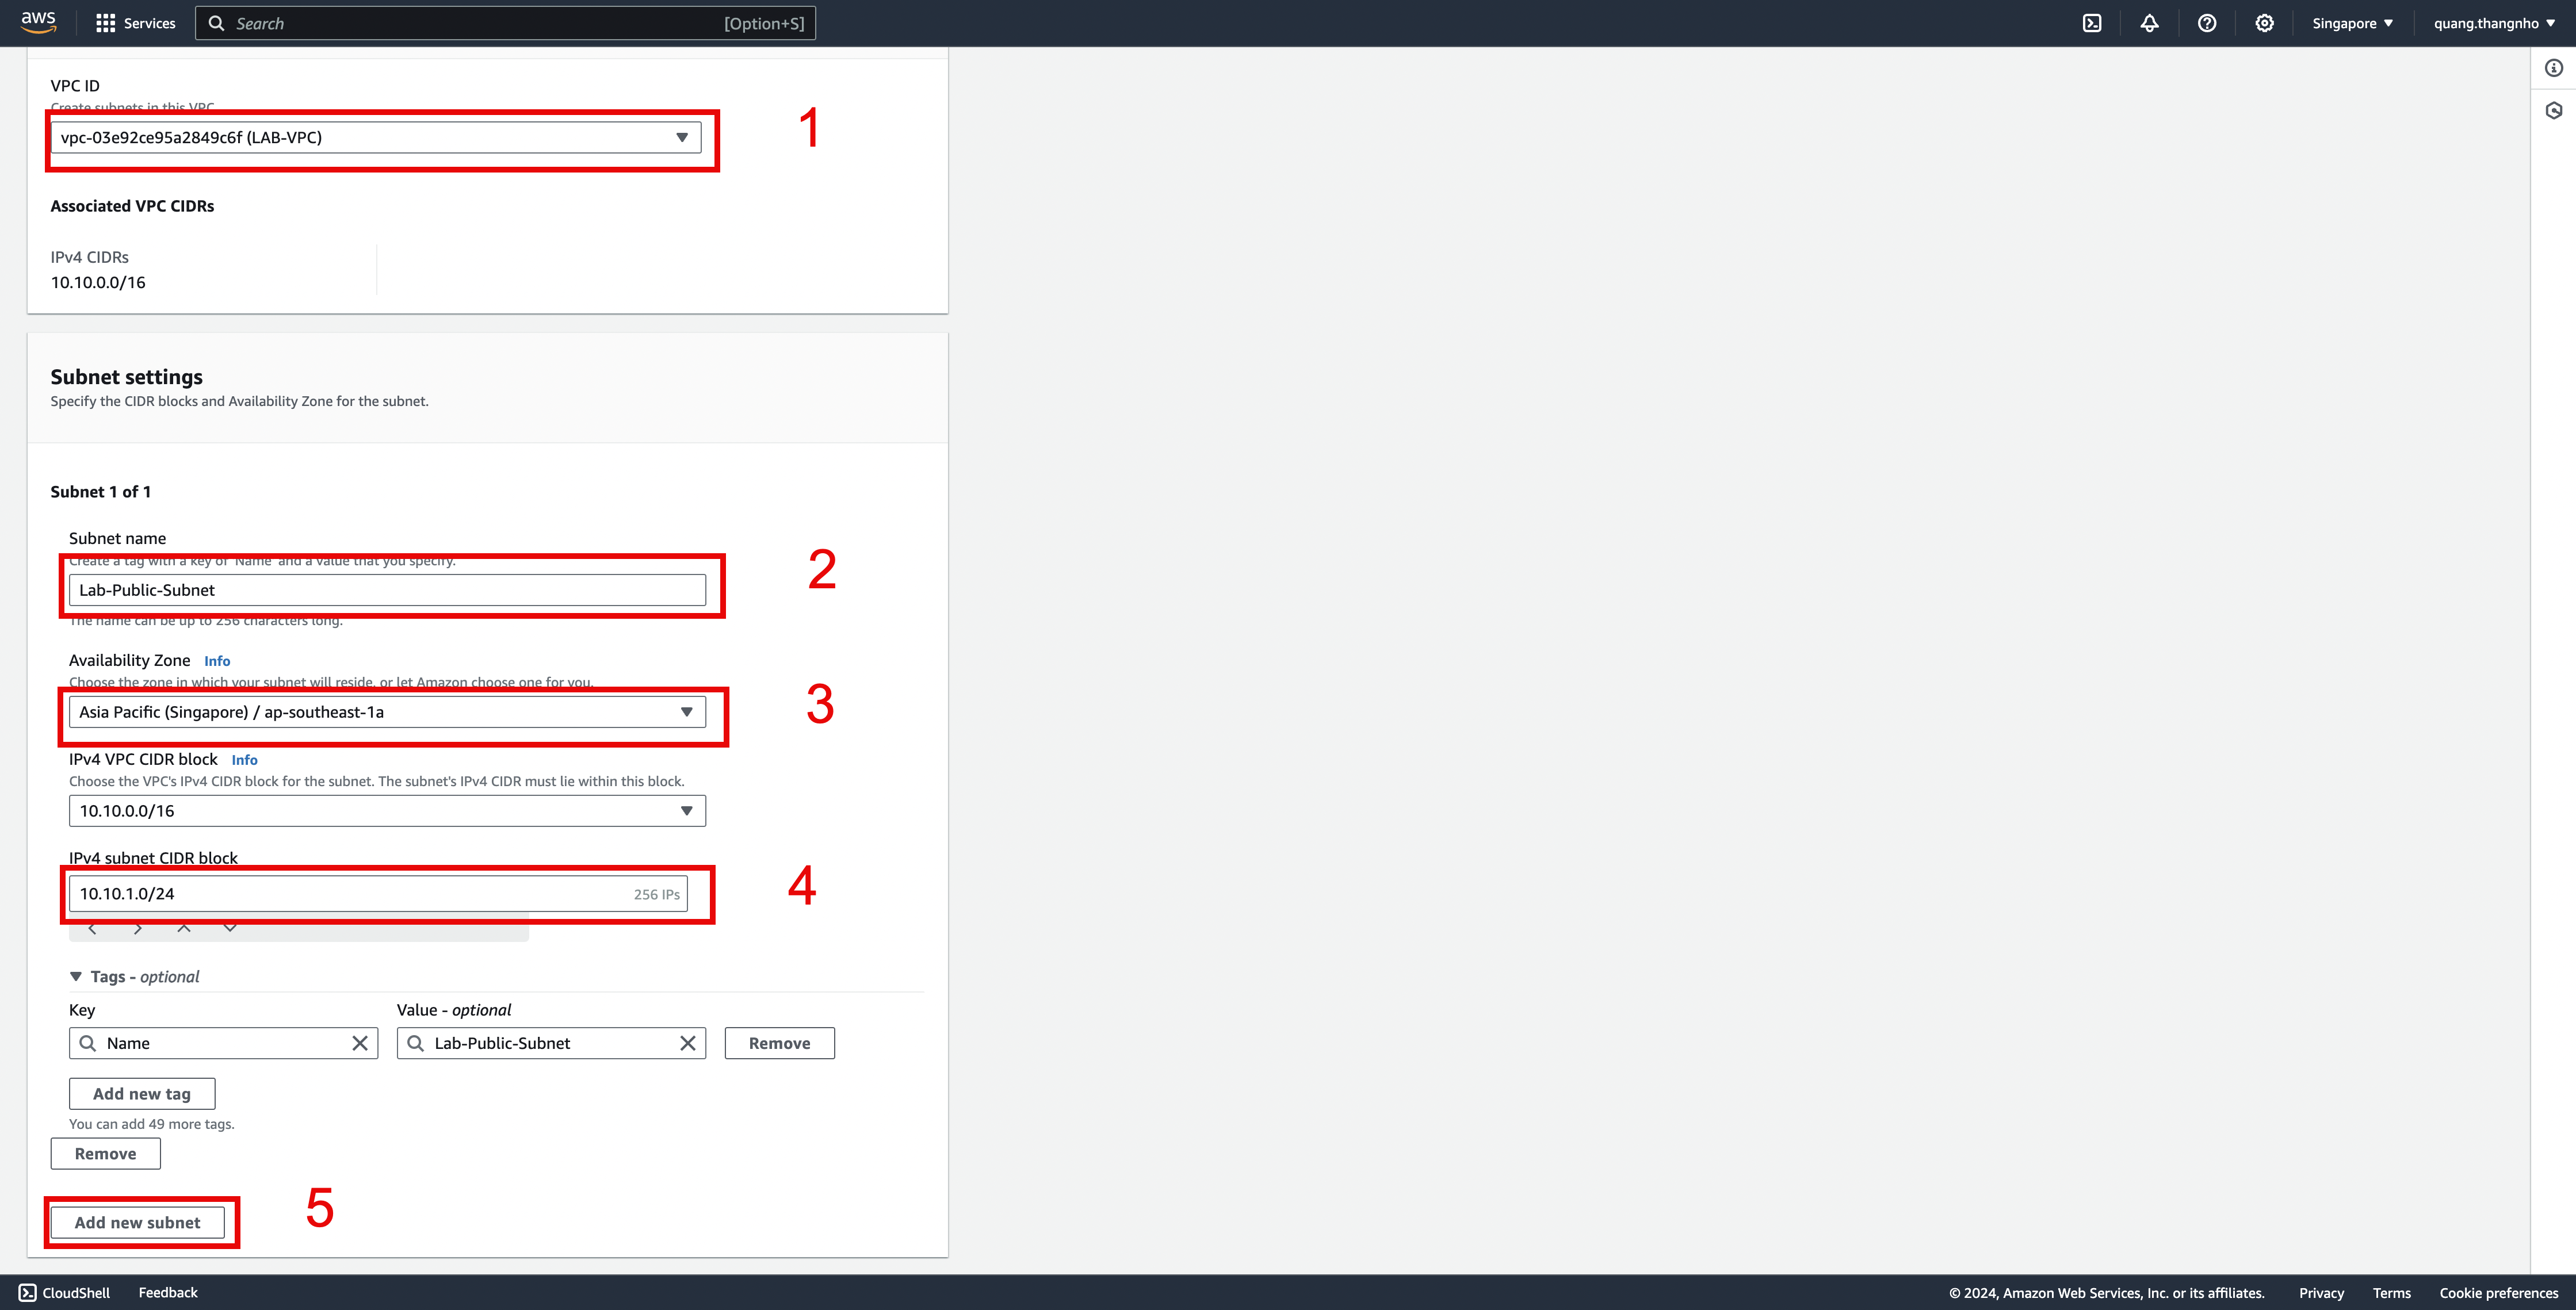 aws Services Search [Option+S] Singapore quang.thangnho
VPC ID
Create subnets in this VPC.
vpc-03e92ce95a2849c6f (LAB-VPC)
1
Associated VPC CIDRs
IPv4 CIDRs
10.10.0.0/16
Subnet settings
Specify the CIDR blocks and Availability Zone for the subnet.
Subnet 1 of 1
Subnet name
Create a tag with a key of 'Name' and a value that you specify.
Lab-Public-Subnet
2
The name can be up to 256 characters long.
Availability Zone Info
Choose the zone in which your subnet will reside, or let Amazon choose one for you.
Asia Pacific (Singapore) / ap-southeast-1a
3
IPv4 VPC CIDR block Info
Choose the VPC's IPv4 CIDR block for the subnet. The subnet's IPv4 CIDR must lie within this block.
10.10.0.0/16
IPv4 subnet CIDR block
10.10.1.0/24 256 IPs
4
Tags - optional
Key Value - optional
Name Lab-Public-Subnet Remove
Add new tag
You can add 49 more tags.
Remove
Add new subnet
5
CloudShell Feedback © 2024, Amazon Web Services, Inc. or its affiliates. Privacy Terms Cookie preferences